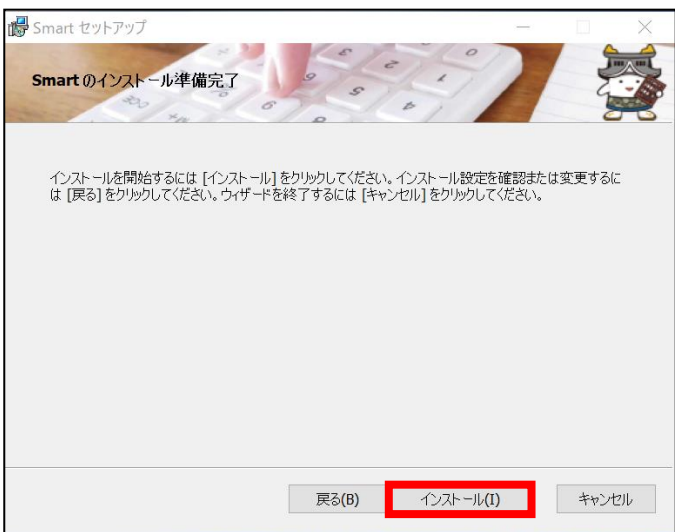 Smart セットアップ
Smart のインストール準備完了
インストールを開始するには [インストール] をクリックしてください。インストール設定を確認または変更するに
は [戻る] をクリックしてください。ウィザードを終了するには [キャンセル] をクリックしてください。
戻る(B) インストール(I) キャンセル